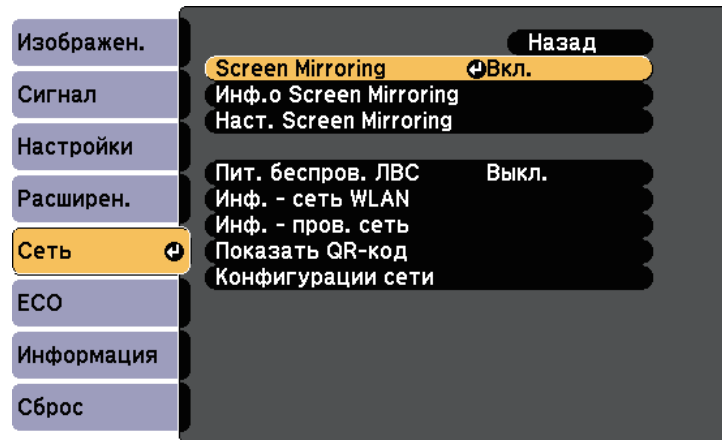 Изображен.
Сигнал
Настройки
Расширен.
Сеть
ECO
Информация
Сброс
Назад
Screen Mirroring Вкл.
Инф.о Screen Mirroring
Наст. Screen Mirroring
Пит. беспров. ЛВС Выкл.
Инф. - сеть WLAN
Инф. - пров. сеть
Показать QR-код
Конфигурации сети